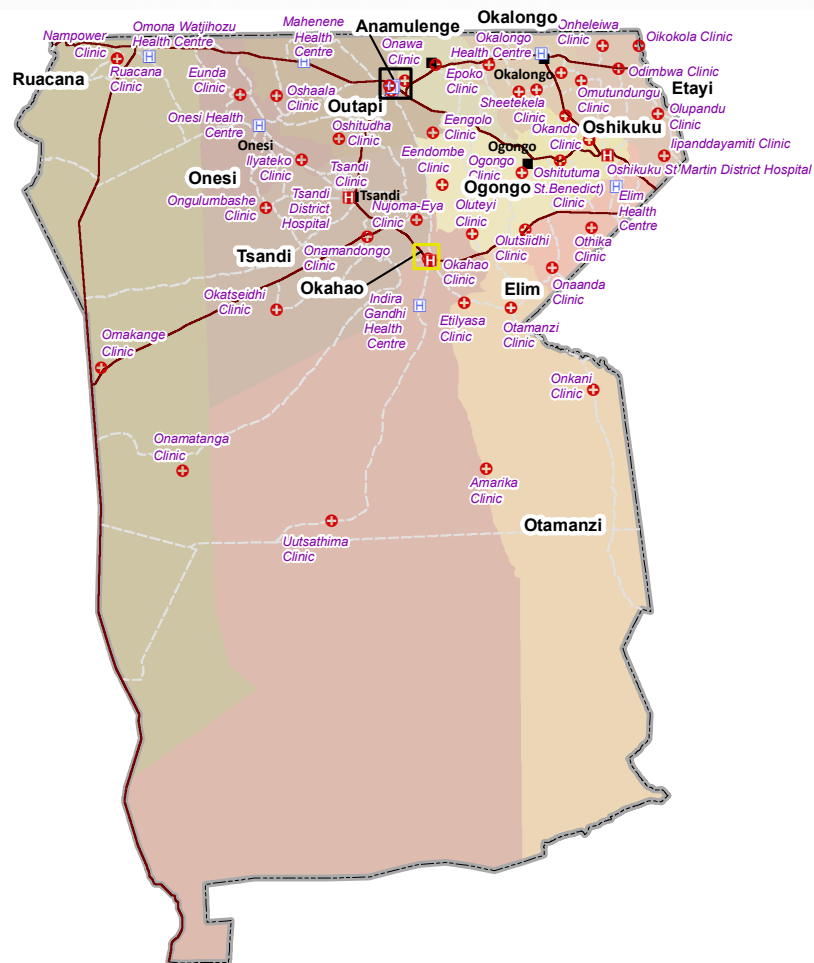 Nampower
Clinic
Omona Watjihozu
Health Centre
Mahenene
Health
Centre
Anamulenge
Okalongo
Onheleiwa
Clinic
Oikokola Clinic
Ruacana
Ruacana
Clinic
Eunda
Clinic
Oshaala
Clinic
Onawa
Clinic
Okalongo
Health Centre
Epoko
Clinic
Okalongo
Odimbwa Clinic
Etayi
Outapi
Sheetekela
Clinic
Omutundungu
Clinic
Olupandu
Clinic
Onesi Health
Centre
Onesi
Oshitudha
Clinic
Eengolo
Clinic
Okando
Clinic
Oshikuku
Iipanddayamiti Clinic
Iilyateko
Clinic
Tsandi
Clinic
Eendombe
Clinic
Ogongo
Ogongo
Clinic
Oshitutuma
St.Benedict)
Clinic
Oshikuku St Martin District Hospital
Onesi
Ongulumbashe
Clinic
Tsandi
District
Hospital
Tsandi
Nujoma-Eya
Clinic
Ogongo
Oluteyi
Clinic
Elim
Health
Centre
Tsandi
Onamandongo
Clinic
Okahao
Clinic
Olutsiidhi
Clinic
Othika
Clinic
Okahao
Onaanda
Clinic
Elim
Okatseidhi
Clinic
Indira
Gandhi
Health
Centre
Etilyasa
Clinic
Otamanzi
Clinic
Omakange
Clinic
Onkani
Clinic
Onamatanga
Clinic
Amarika
Clinic
Otamanzi
Uutsathima
Clinic